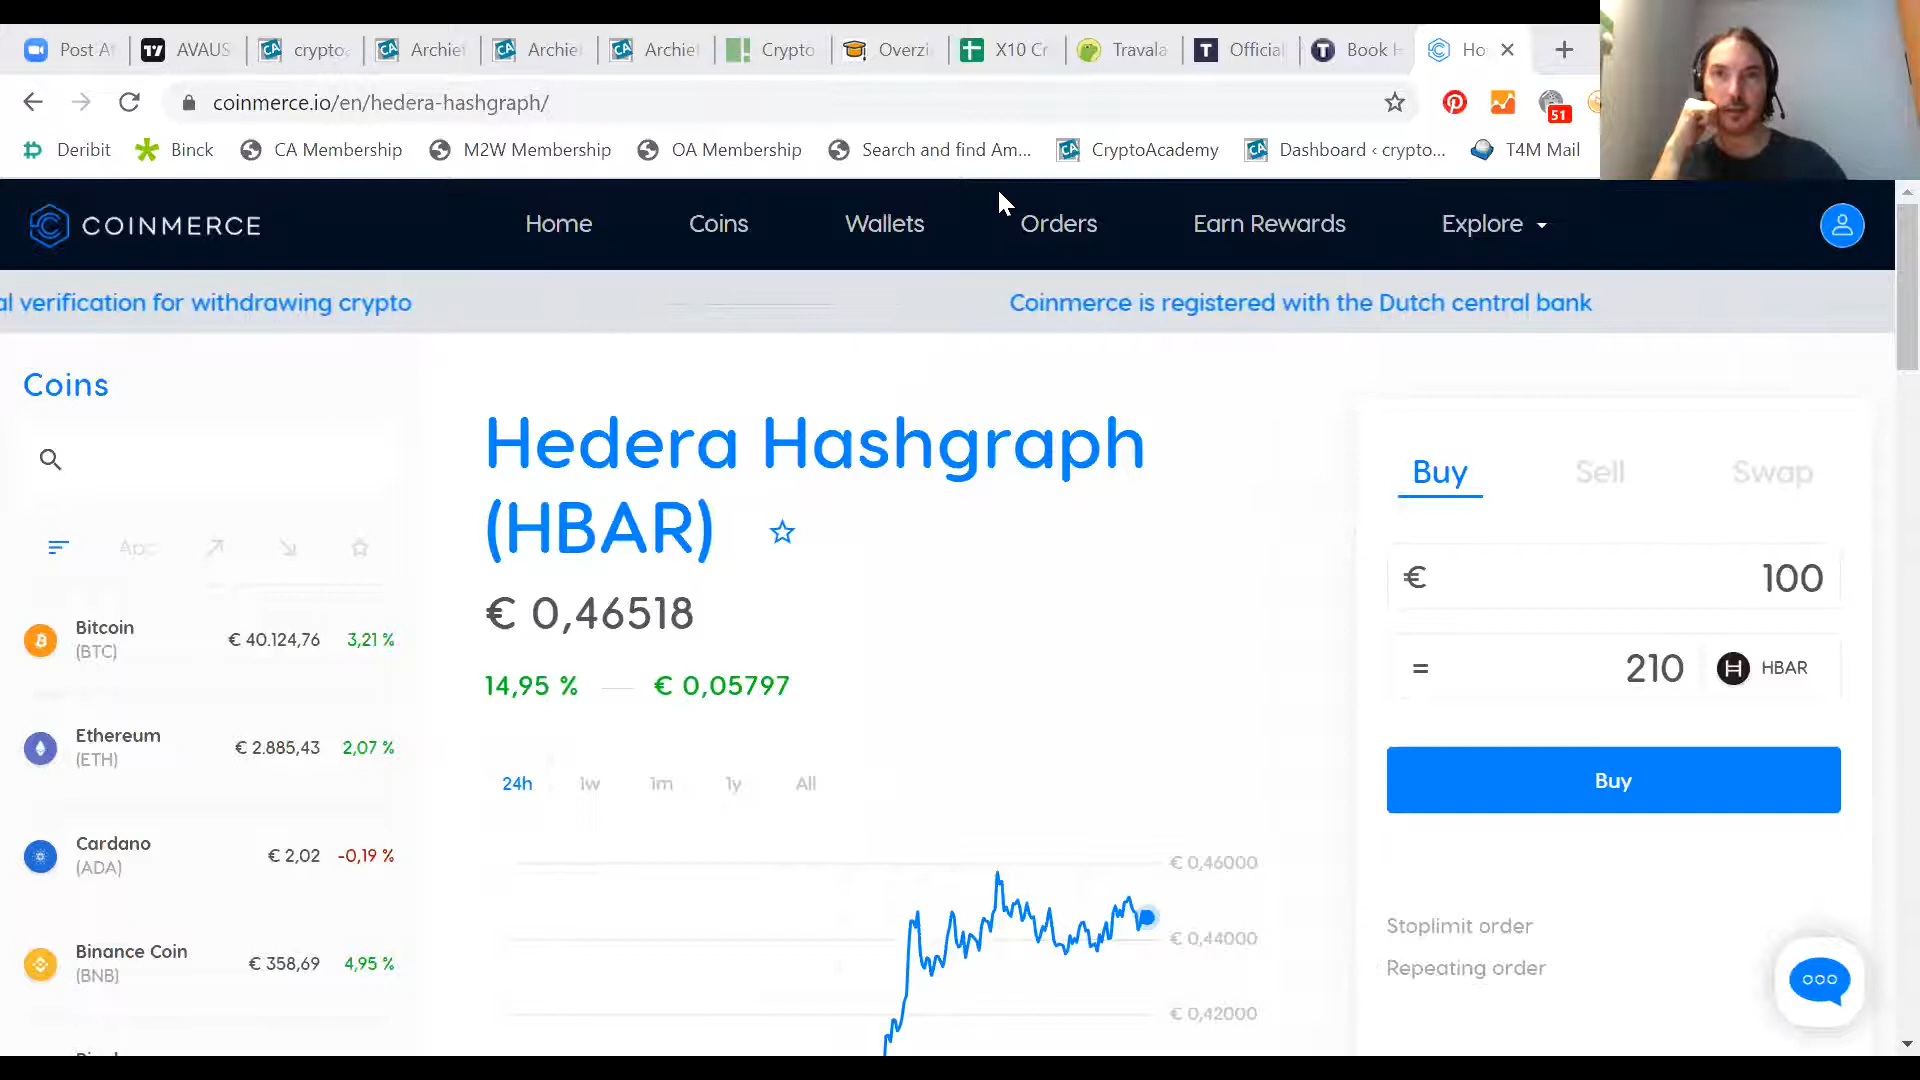 Post A
AVAUS
crypto
Archie
Archie
Archie
Crypto
Overzi
X10 Cr
Travala
Official
Book H
Ho
coinmerce.io/en/hedera-hashgraph/
51
Deribit
Binck
CA Membership
M2W Membership
OA Membership
Search and find Am...
CryptoAcademy
Dashboard ‹ crypto...
T4M Mail
COINMERCE
Home
Coins
Wallets
Orders
Earn Rewards
Explore
al verification for withdrawing crypto
Coinmerce is registered with the Dutch central bank
Coins
Hedera Hashgraph
(HBAR)
€ 0,46518
14,95 % — € 0,05797
24h 1w 1m 1y All
€ 0,46000
€ 0,44000
€ 0,42000
Bitcoin
(BTC)
€ 40.124,76 3,21 %
Ethereum
(ETH)
€ 2.885,43 2,07 %
Cardano
(ADA)
€ 2,02 -0,19 %
Binance Coin
(BNB)
€ 358,69 4,95 %
Buy Sell Swap
€ 100
= 210 HBAR
Buy
Stoplimit order
Repeating order